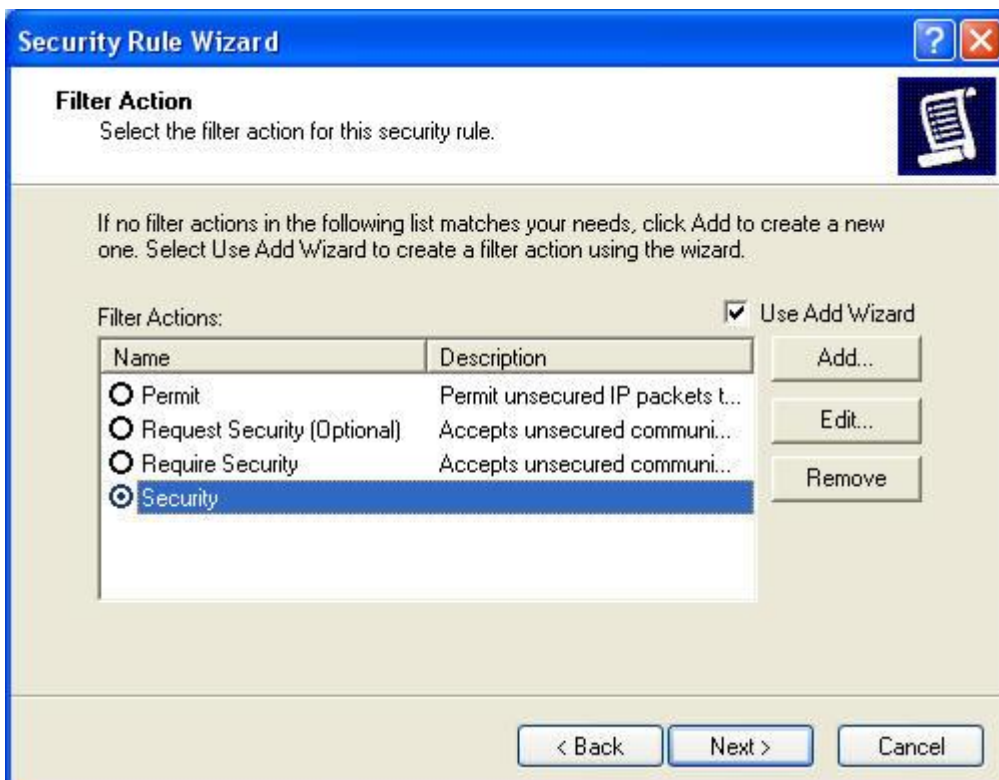 Security Rule Wizard
?
Filter Action
Select the filter action for this security rule.
If no filter actions in the following list matches your needs, click Add to create a new
one. Select Use Add Wizard to create a filter action using the wizard.
Filter Actions:
Use Add Wizard
Name Description
Permit Permit unsecured IP packets t...
Request Security (Optional) Accepts unsecured communi...
Require Security Accepts unsecured communi...
Security
Add...
Edit...
Remove
< Back Next > Cancel